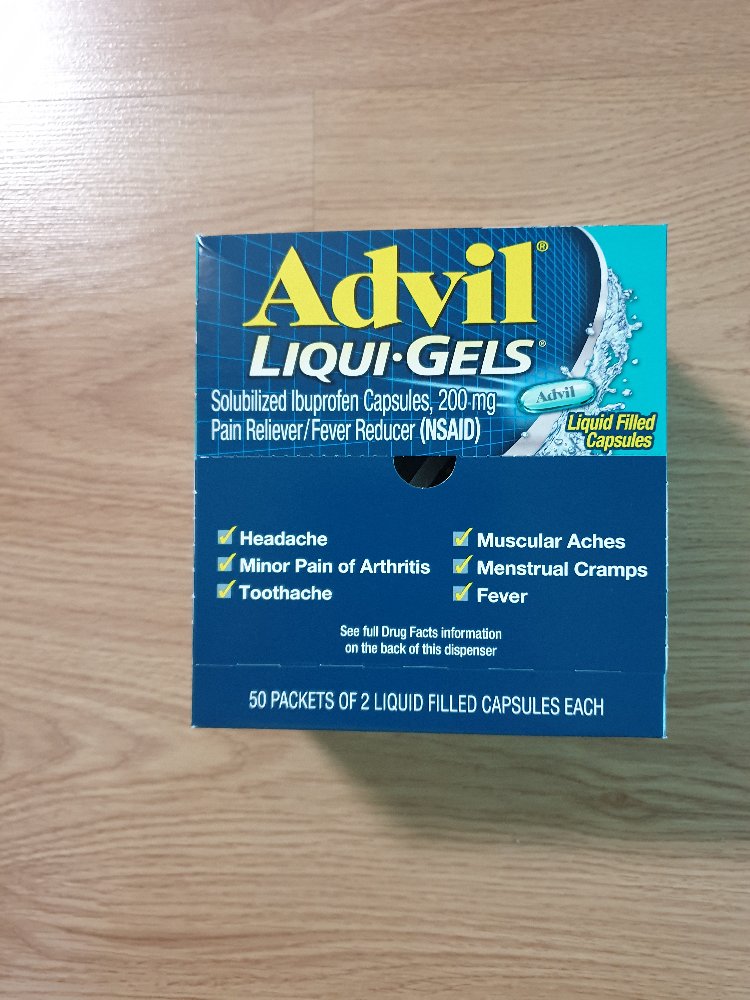 Advil®
LIQUI·GELS®
Solubilized Ibuprofen Capsules, 200 mg
Pain Reliever/Fever Reducer (NSAID)
Advil
Liquid Filled
Capsules
Headache
Minor Pain of Arthritis
Toothache
Muscular Aches
Menstrual Cramps
Fever
See full Drug Facts information
on the back of this dispenser
50 PACKETS OF 2 LIQUID FILLED CAPSULES EACH